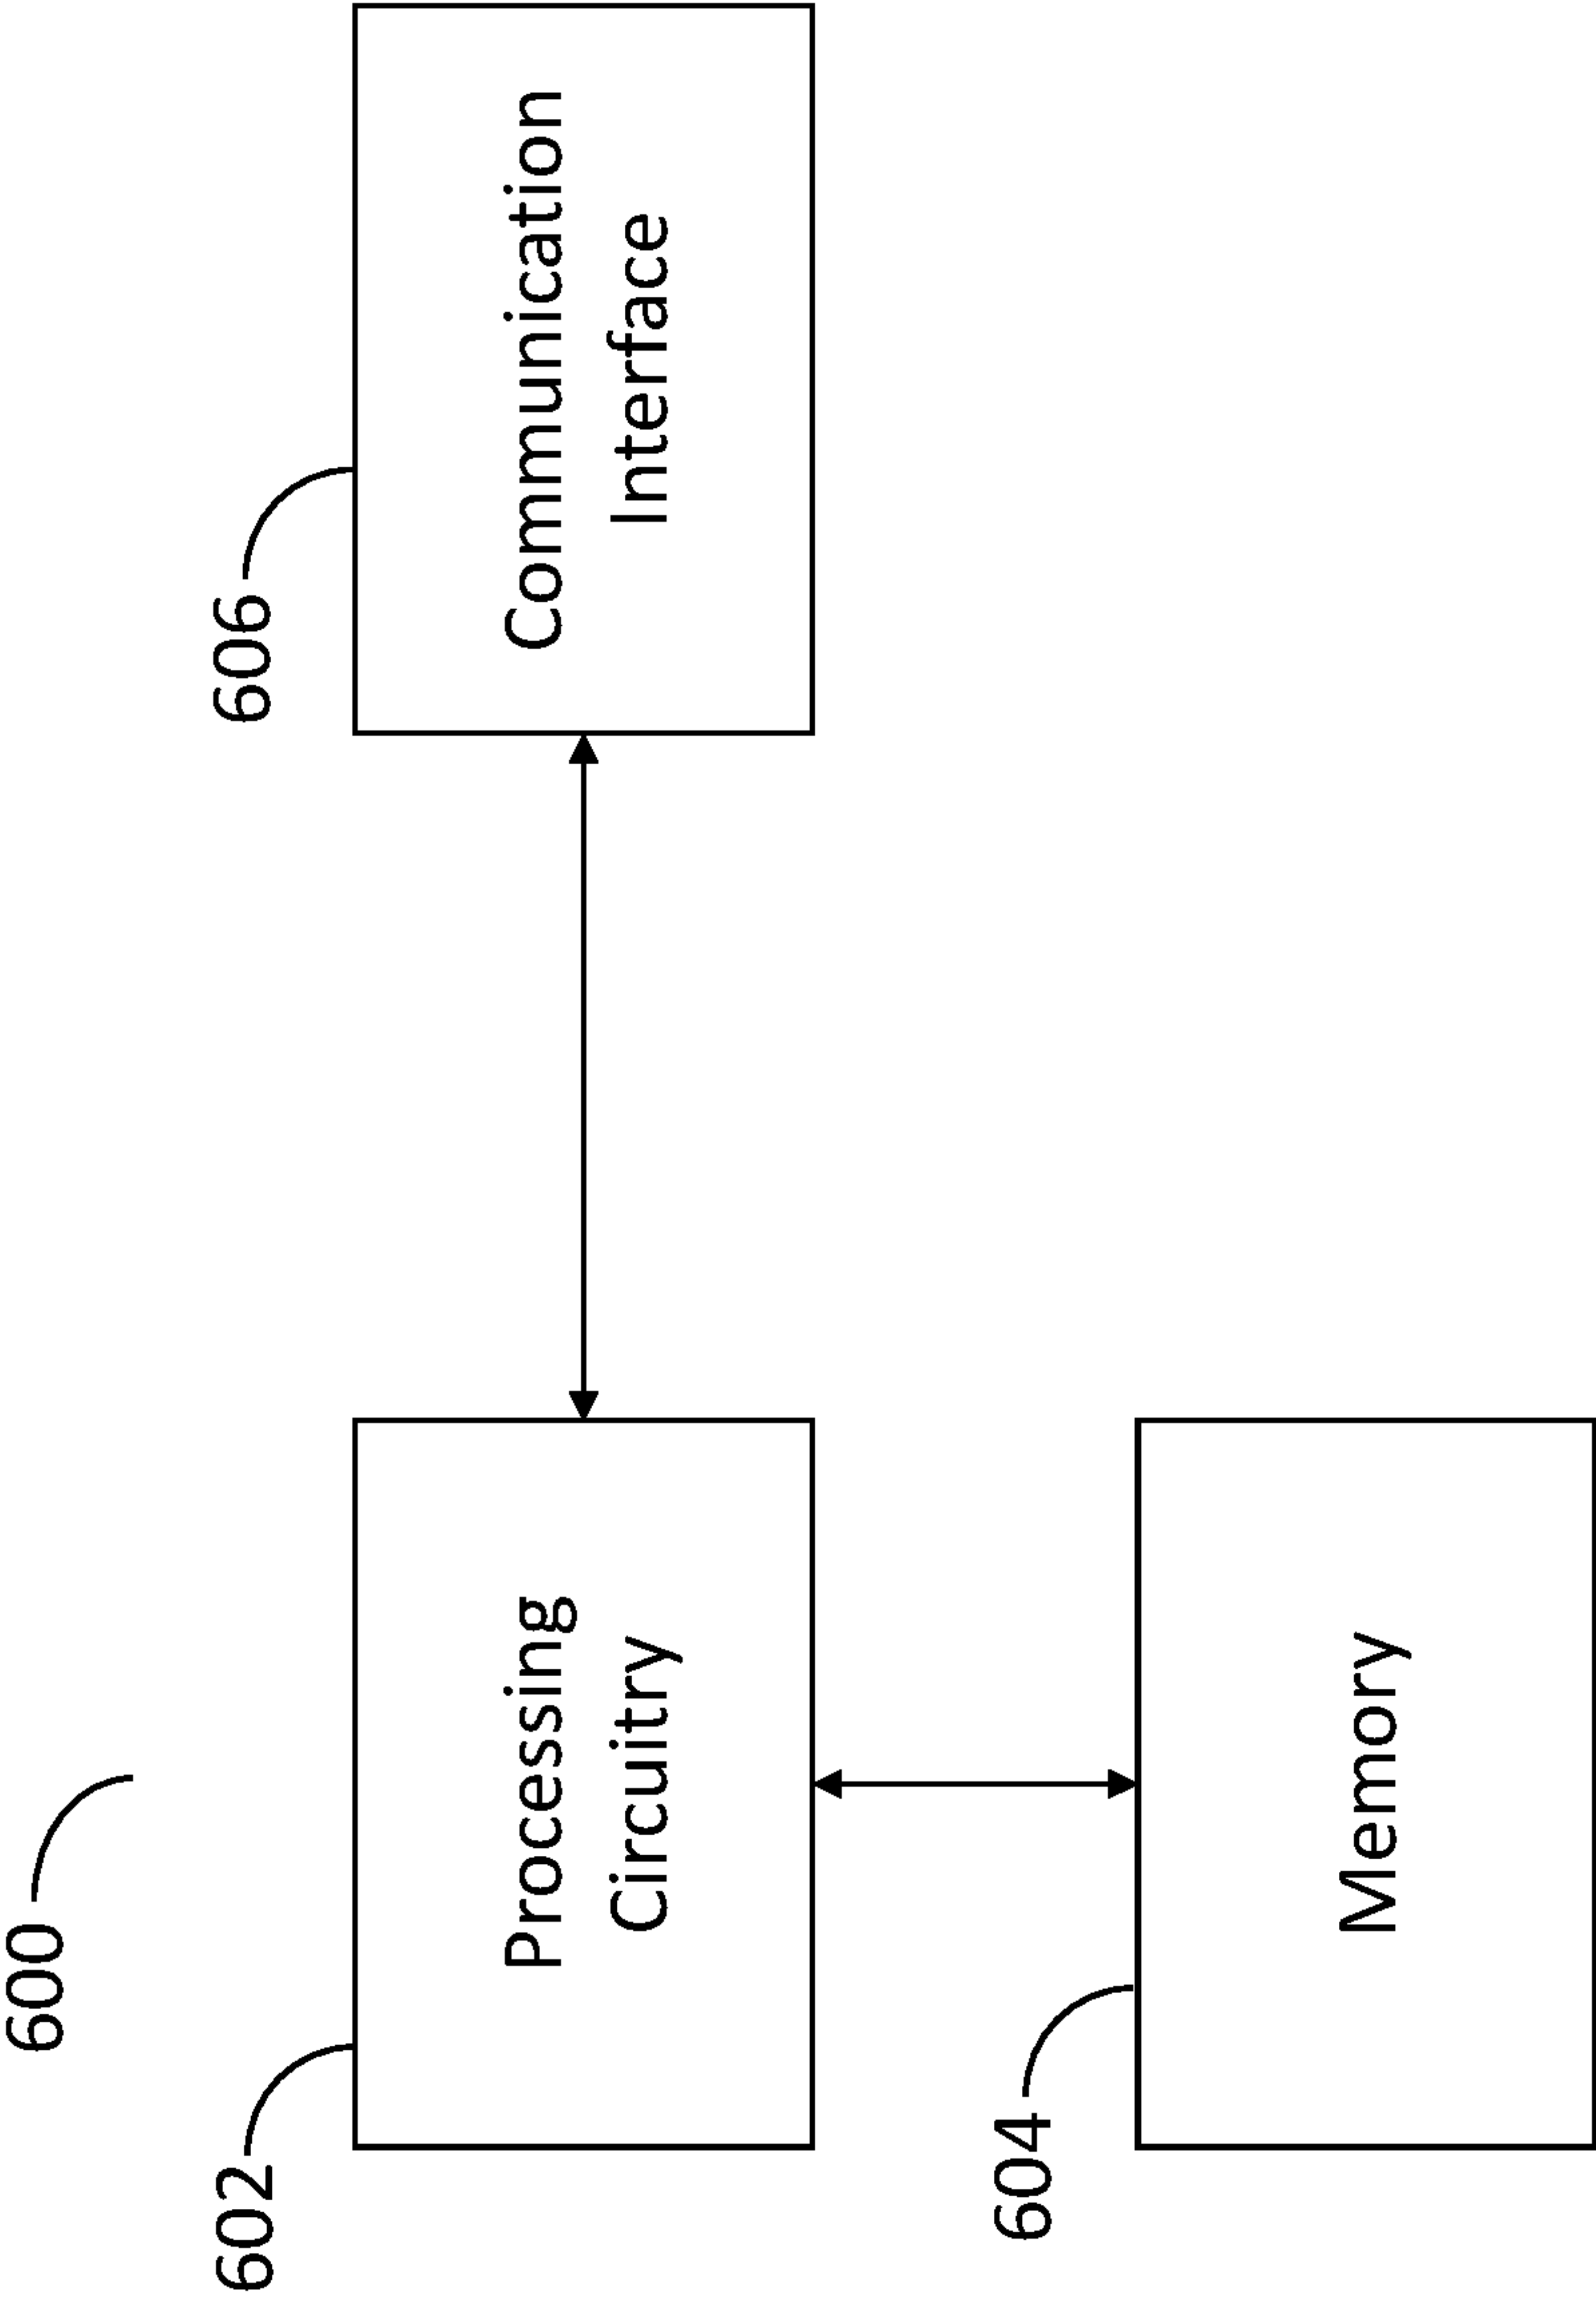 600
602
Processing
Circuitry
606
Communication
Interface
604
Memory